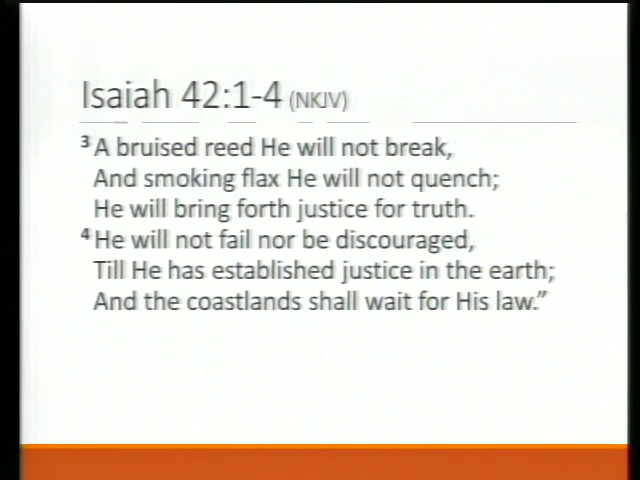 Isaiah 42:1-4 (NKJV)
³ A bruised reed He will not break,
And smoking flax He will not quench;
He will bring forth justice for truth.
⁴ He will not fail nor be discouraged,
Till He has established justice in the earth;
And the coastlands shall wait for His law.”